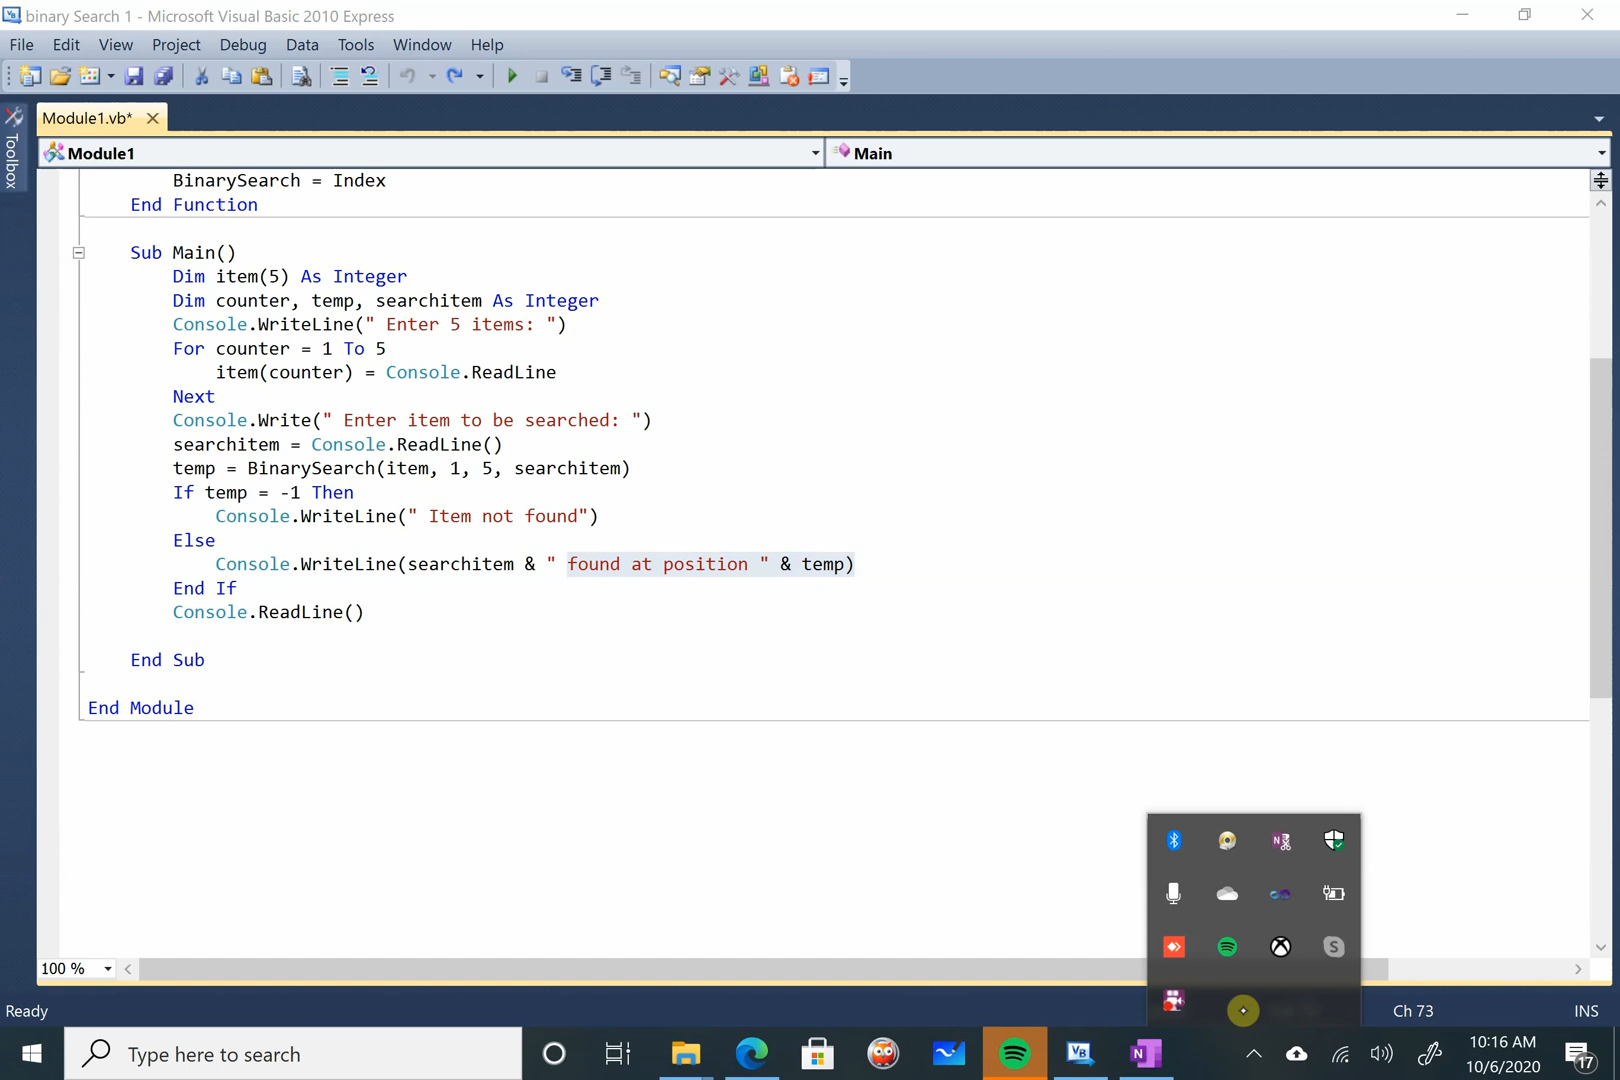 binary Search 1 - Microsoft Visual Basic 2010 Express
File Edit View Project Debug Data Tools Window Help
Module1.vb*
Toolbox
Module1 Main
BinarySearch = Index
End Function
Sub Main()
Dim item(5) As Integer
Dim counter, temp, searchitem As Integer
Console.WriteLine(" Enter 5 items: ")
For counter = 1 To 5
item(counter) = Console.ReadLine
Next
Console.Write(" Enter item to be searched: ")
searchitem = Console.ReadLine()
temp = BinarySearch(item, 1, 5, searchitem)
If temp = -1 Then
Console.WriteLine(" Item not found")
Else
Console.WriteLine(searchitem & " found at position " & temp)
End If
Console.ReadLine()
End Sub
End Module
100 %
Ready Ch 73 INS
Type here to search
10:16 AM
10/6/2020
17